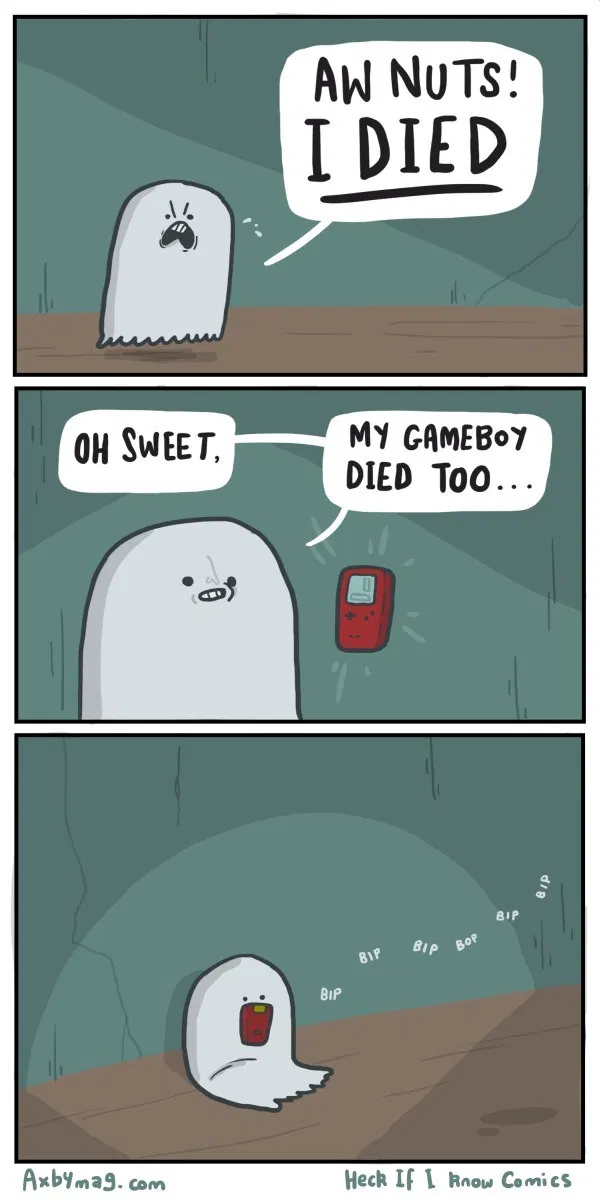 AW NUTS!
I DIED
OH SWEET,
MY GAMEBOY
DIED TOO...
BIP
BIP
BIP
BOP
BIP
BIP
Axbymag.com
Heck If I Know Comics